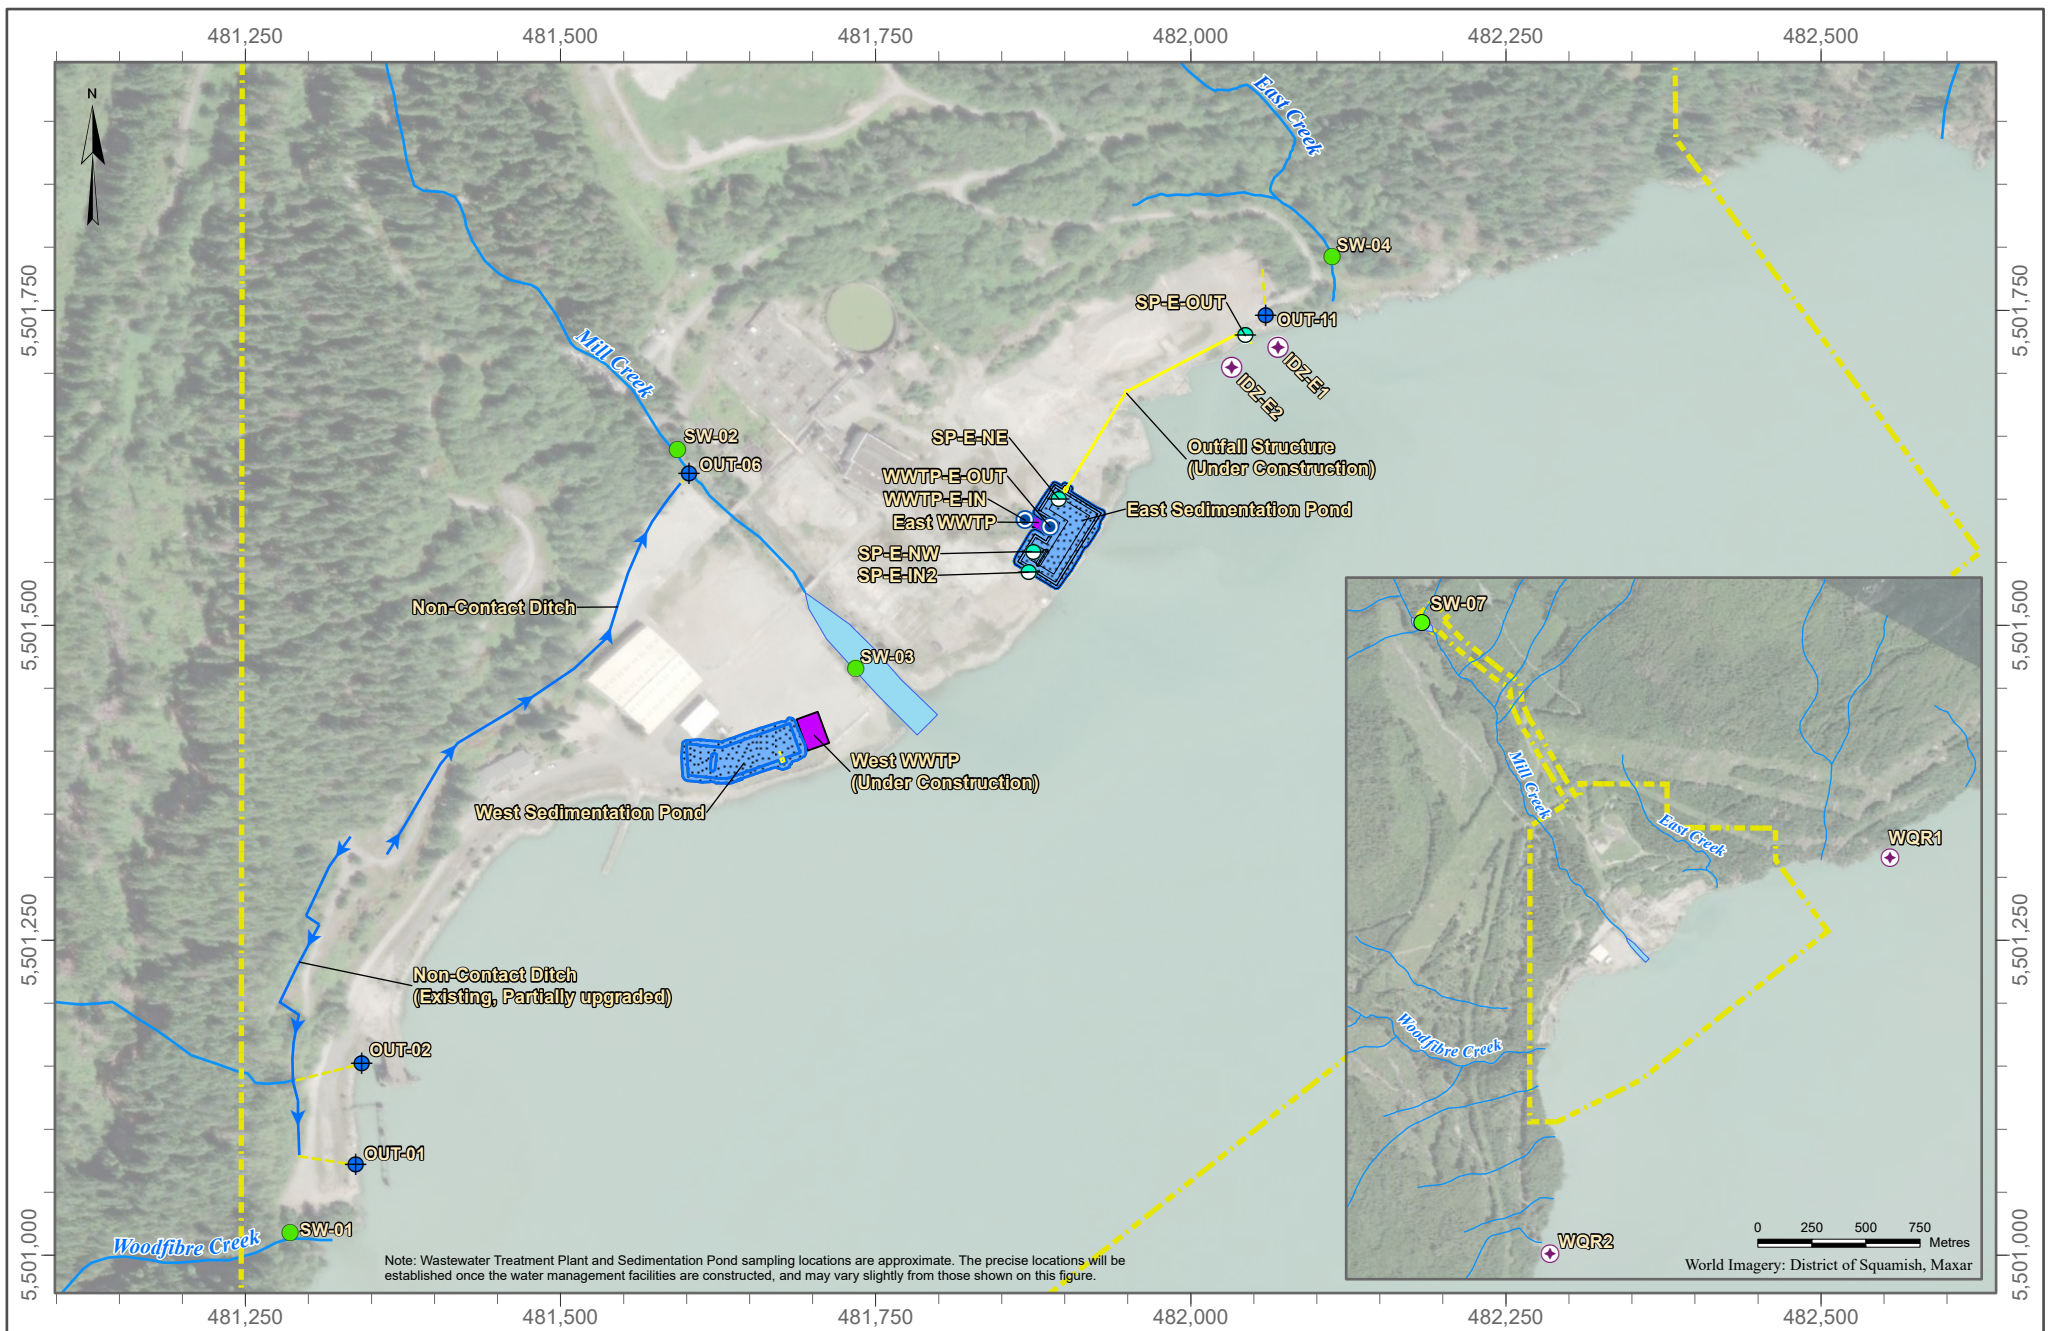 481,250
481,500
481,750
482,000
482,250
482,500
N
East Creek
SW-04
5,501,750
5,501,750
SP-E-OUT
OUT-11
Mill Creek
IDZ-E1
IDZ-E2
SW-02
SP-E-NE
Outfall Structure
(Under Construction)
OUT-06
WWTP-E-OUT
WWTP-E-IN
East Sedimentation Pond
East WWTP
SP-E-NW
SP-E-IN2
Non-Contact Ditch
5,501,500
5,501,500
SW-07
SW-03
West WWTP
(Under Construction)
West Sedimentation Pond
Mill Creek
East Creek
WQR1
5,501,250
5,501,250
Non-Contact Ditch
(Existing, Partially upgraded)
Woodfibre Creek
OUT-02
OUT-01
SW-01
Woodfibre Creek
5,501,000
5,501,000
WQR2
0
250
500
750
Metres
World Imagery: District of Squamish, Maxar
Note: Wastewater Treatment Plant and Sedimentation Pond sampling locations are approximate. The precise locations will be
established once the water management facilities are constructed, and may vary slightly from those shown on this figure.
481,250
481,500
481,750
482,000
482,250
482,500